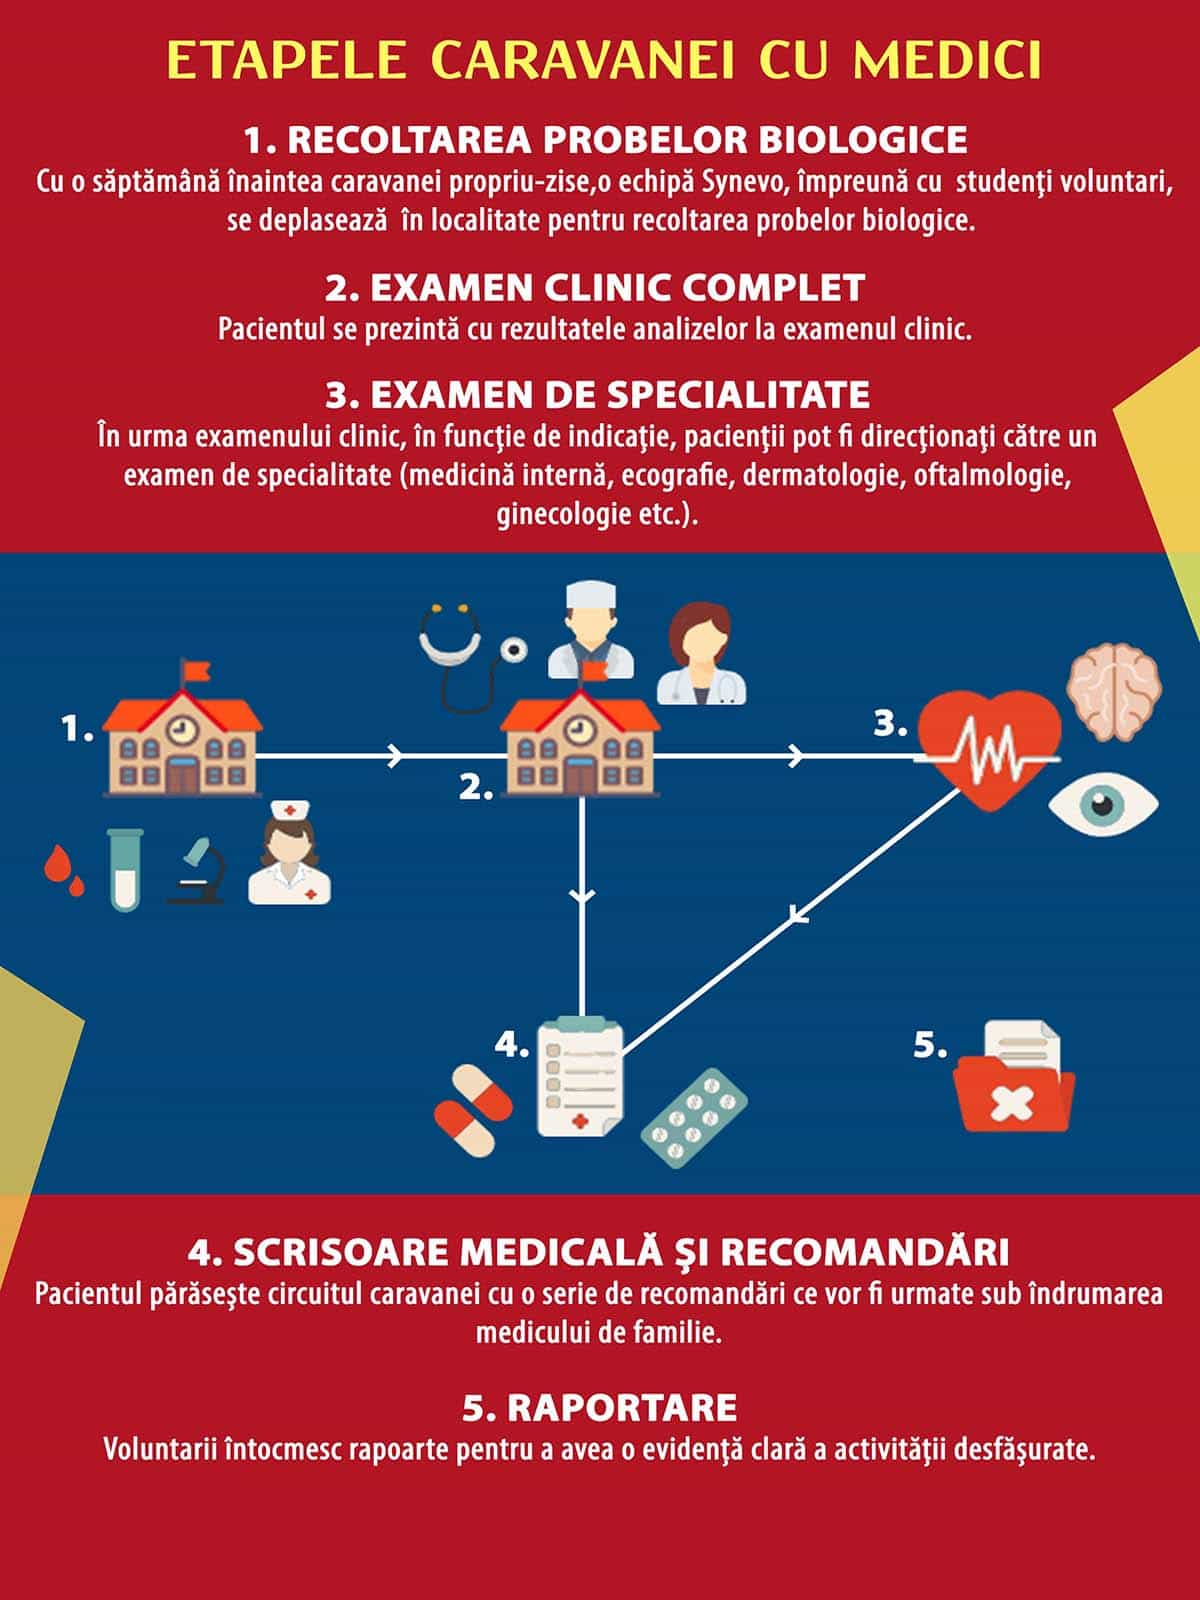 ETAPELE CARAVANEI CU MEDICI
1. RECOLTAREA PROBELOR BIOLOGICE
Cu o săptămână înaintea caravanei propriu-zise,o echipă Synevo, împreună cu studenţi voluntari,
se deplasează în localitate pentru recoltarea probelor biologice.
2. EXAMEN CLINIC COMPLET
Pacientul se prezintă cu rezultatele analizelor la examenul clinic.
3. EXAMEN DE SPECIALITATE
În urma examenului clinic, în funcţie de indicaţie, pacienţii pot fi direcţionaţi către un
examen de specialitate (medicină internă, ecografie, dermatologie, oftalmologie,
ginecologie etc.).
1.
2.
3.
4.
5.
4. SCRISOARE MEDICALĂ ŞI RECOMANDĂRI
Pacientul părăseşte circuitul caravanei cu o serie de recomandări ce vor fi urmate sub îndrumarea
medicului de familie.
5. RAPORTARE
Voluntarii întocmesc rapoarte pentru a avea o evidenţă clară a activităţii desfăşurate.